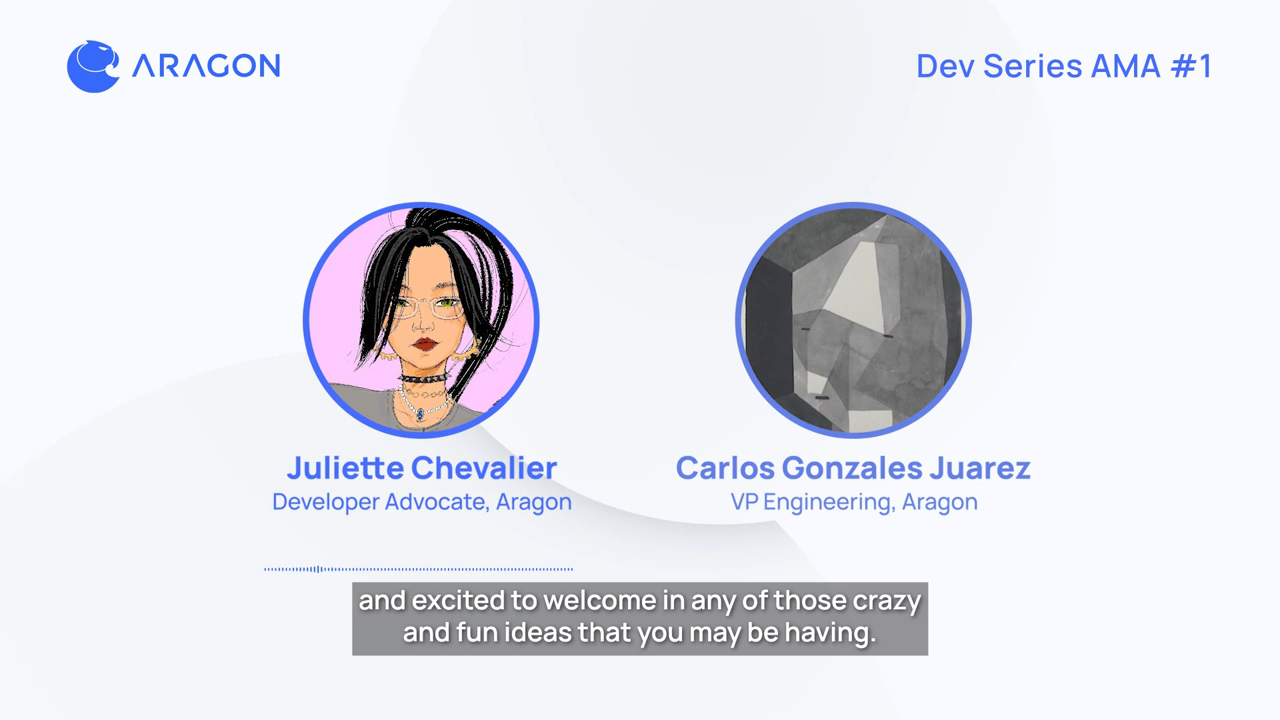 ARAGON
Dev Series AMA #1
Juliette Chevalier
Developer Advocate, Aragon
Carlos Gonzales Juarez
VP Engineering, Aragon
and excited to welcome in any of those crazy
and fun ideas that you may be having.